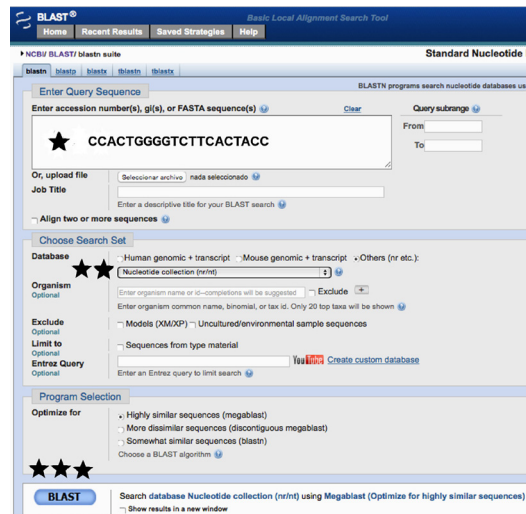 BLAST® Basic Local Alignment Search Tool
Home Recent Results Saved Strategies Help
NCBI/ BLAST/ blastn suite Standard Nucleotide
blastn blastp blastx tblastn tblastx
BLASTN programs search nucleotide databases us
Enter Query Sequence
Enter accession number(s), gi(s), or FASTA sequence(s) Clear Query subrange
CCACTGGGGTCTTCACTACC
From
To
Or, upload file Seleccionar archivo nada seleccionado
Job Title
Enter a descriptive title for your BLAST search
Align two or more sequences
Choose Search Set
Database Human genomic + transcript Mouse genomic + transcript Others (nr etc.):
Nucleotide collection (nr/nt)
Organism
Optional
Enter organism name or id--completions will be suggested Exclude +
Enter organism common name, binomial, or tax id. Only 20 top taxa will be shown
Exclude Models (XM/XP) Uncultured/environmental sample sequences
Optional
Limit to Sequences from type material
Optional
Entrez Query YouTube Create custom database
Optional Enter an Entrez query to limit search
Program Selection
Optimize for Highly similar sequences (megablast)
More dissimilar sequences (discontiguous megablast)
Somewhat similar sequences (blastn)
Choose a BLAST algorithm
BLAST Search database Nucleotide collection (nr/nt) using Megablast (Optimize for highly similar sequences)
Show results in a new window